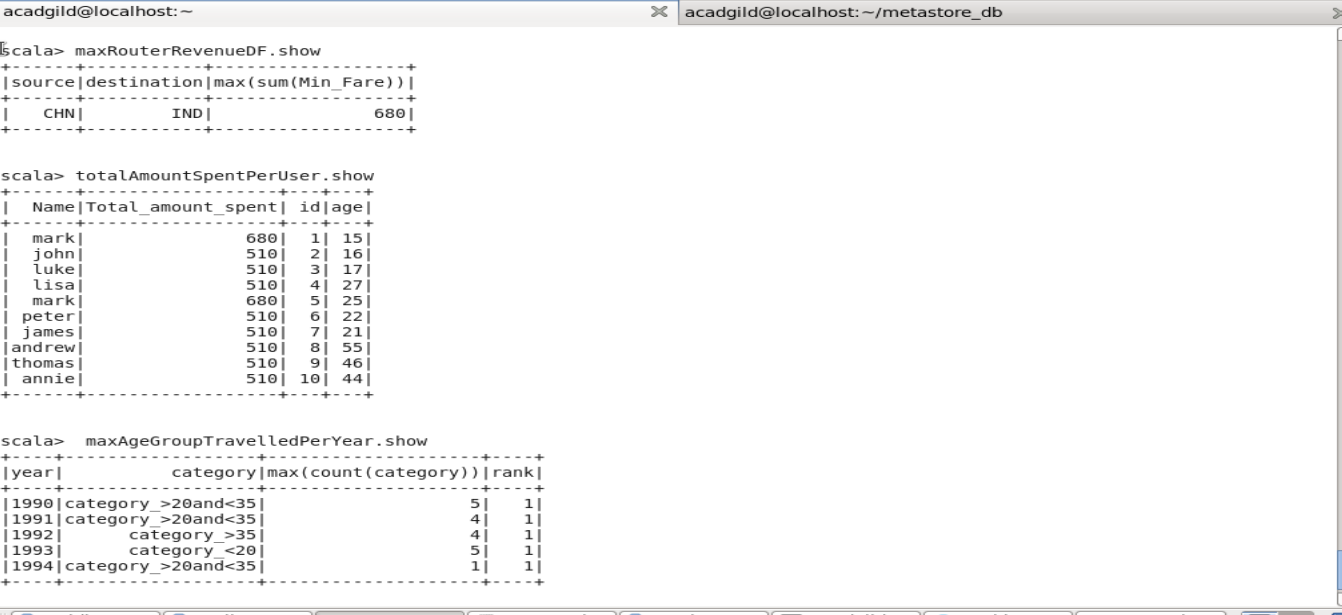 acadgild@localhost:~ acadgild@localhost:~/metastore_db
scala> maxRouterRevenueDF.show
+------+-----------+------------------+
|source|destination|max(sum(Min_Fare))|
+------+-----------+------------------+
|   CHN|        IND|               680|
+------+-----------+------------------+
scala> totalAmountSpentPerUser.show
+------+------------------+---+---+
|  Name|Total_amount_spent| id|age|
+------+------------------+---+---+
|  mark|               680|  1| 15|
|  john|               510|  2| 16|
|  luke|               510|  3| 17|
|  lisa|               510|  4| 27|
|  mark|               680|  5| 25|
| peter|               510|  6| 22|
| james|               510|  7| 21|
|andrew|               510|  8| 55|
|thomas|               510|  9| 46|
| annie|               510| 10| 44|
+------+------------------+---+---+
scala>  maxAgeGroupTravelledPerYear.show
+----+------------------+--------------------+----+
|year|          category|max(count(category))|rank|
+----+------------------+--------------------+----+
|1990|category_>20and<35|                   5|   1|
|1991|category_>20and<35|                   4|   1|
|1992|      category_>35|                   4|   1|
|1993|      category_<20|                   5|   1|
|1994|category_>20and<35|                   1|   1|
+----+------------------+--------------------+----+